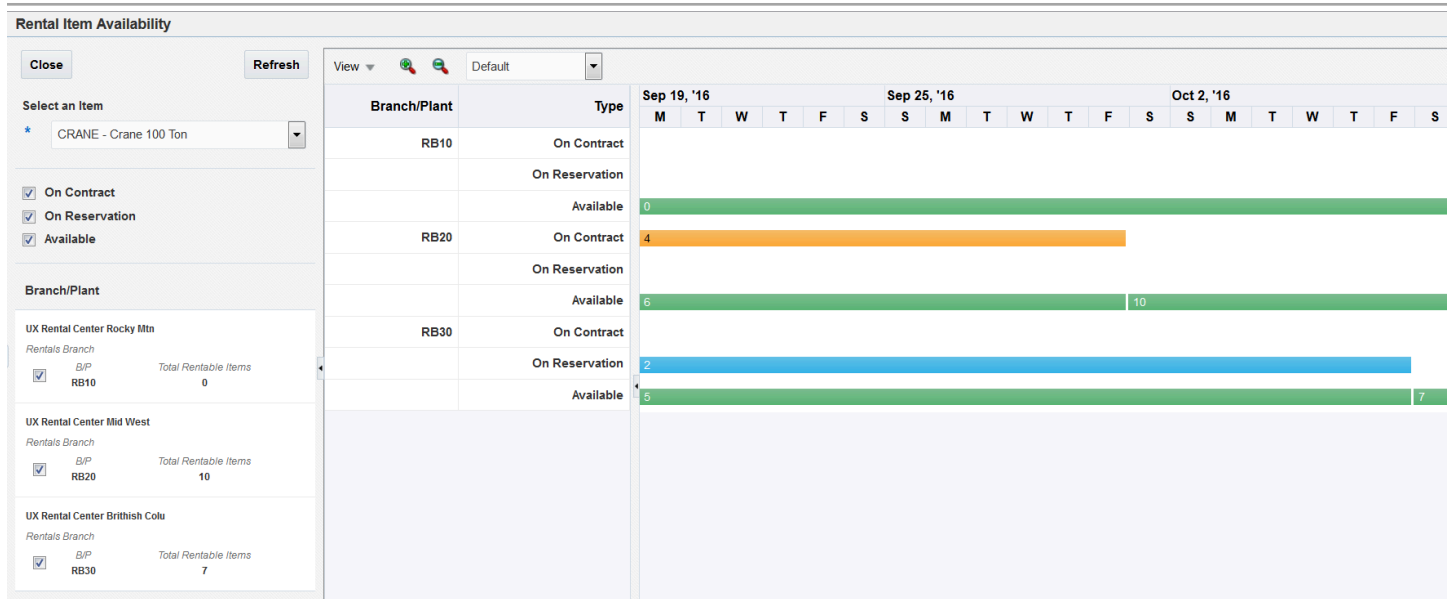 Rental Item Availability
Close
Refresh
Select an Item
* CRANE - Crane 100 Ton
On Contract
On Reservation
Available
Branch/Plant
UX Rental Center Rocky Mtn
Rentals Branch
B/P Total Rentable Items
RB10 0
UX Rental Center Mid West
Rentals Branch
B/P Total Rentable Items
RB20 10
UX Rental Center Brithish Colu
Rentals Branch
B/P Total Rentable Items
RB30 7
View Default
Branch/Plant Type
Sep 19, '16 Sep 25, '16 Oct 2, '16
M T W T F S S M T W T F S S M T W T F S
RB10 On Contract
On Reservation
Available 0
RB20 On Contract 4
On Reservation
Available 6 10
RB30 On Contract
On Reservation 2
Available 5 7